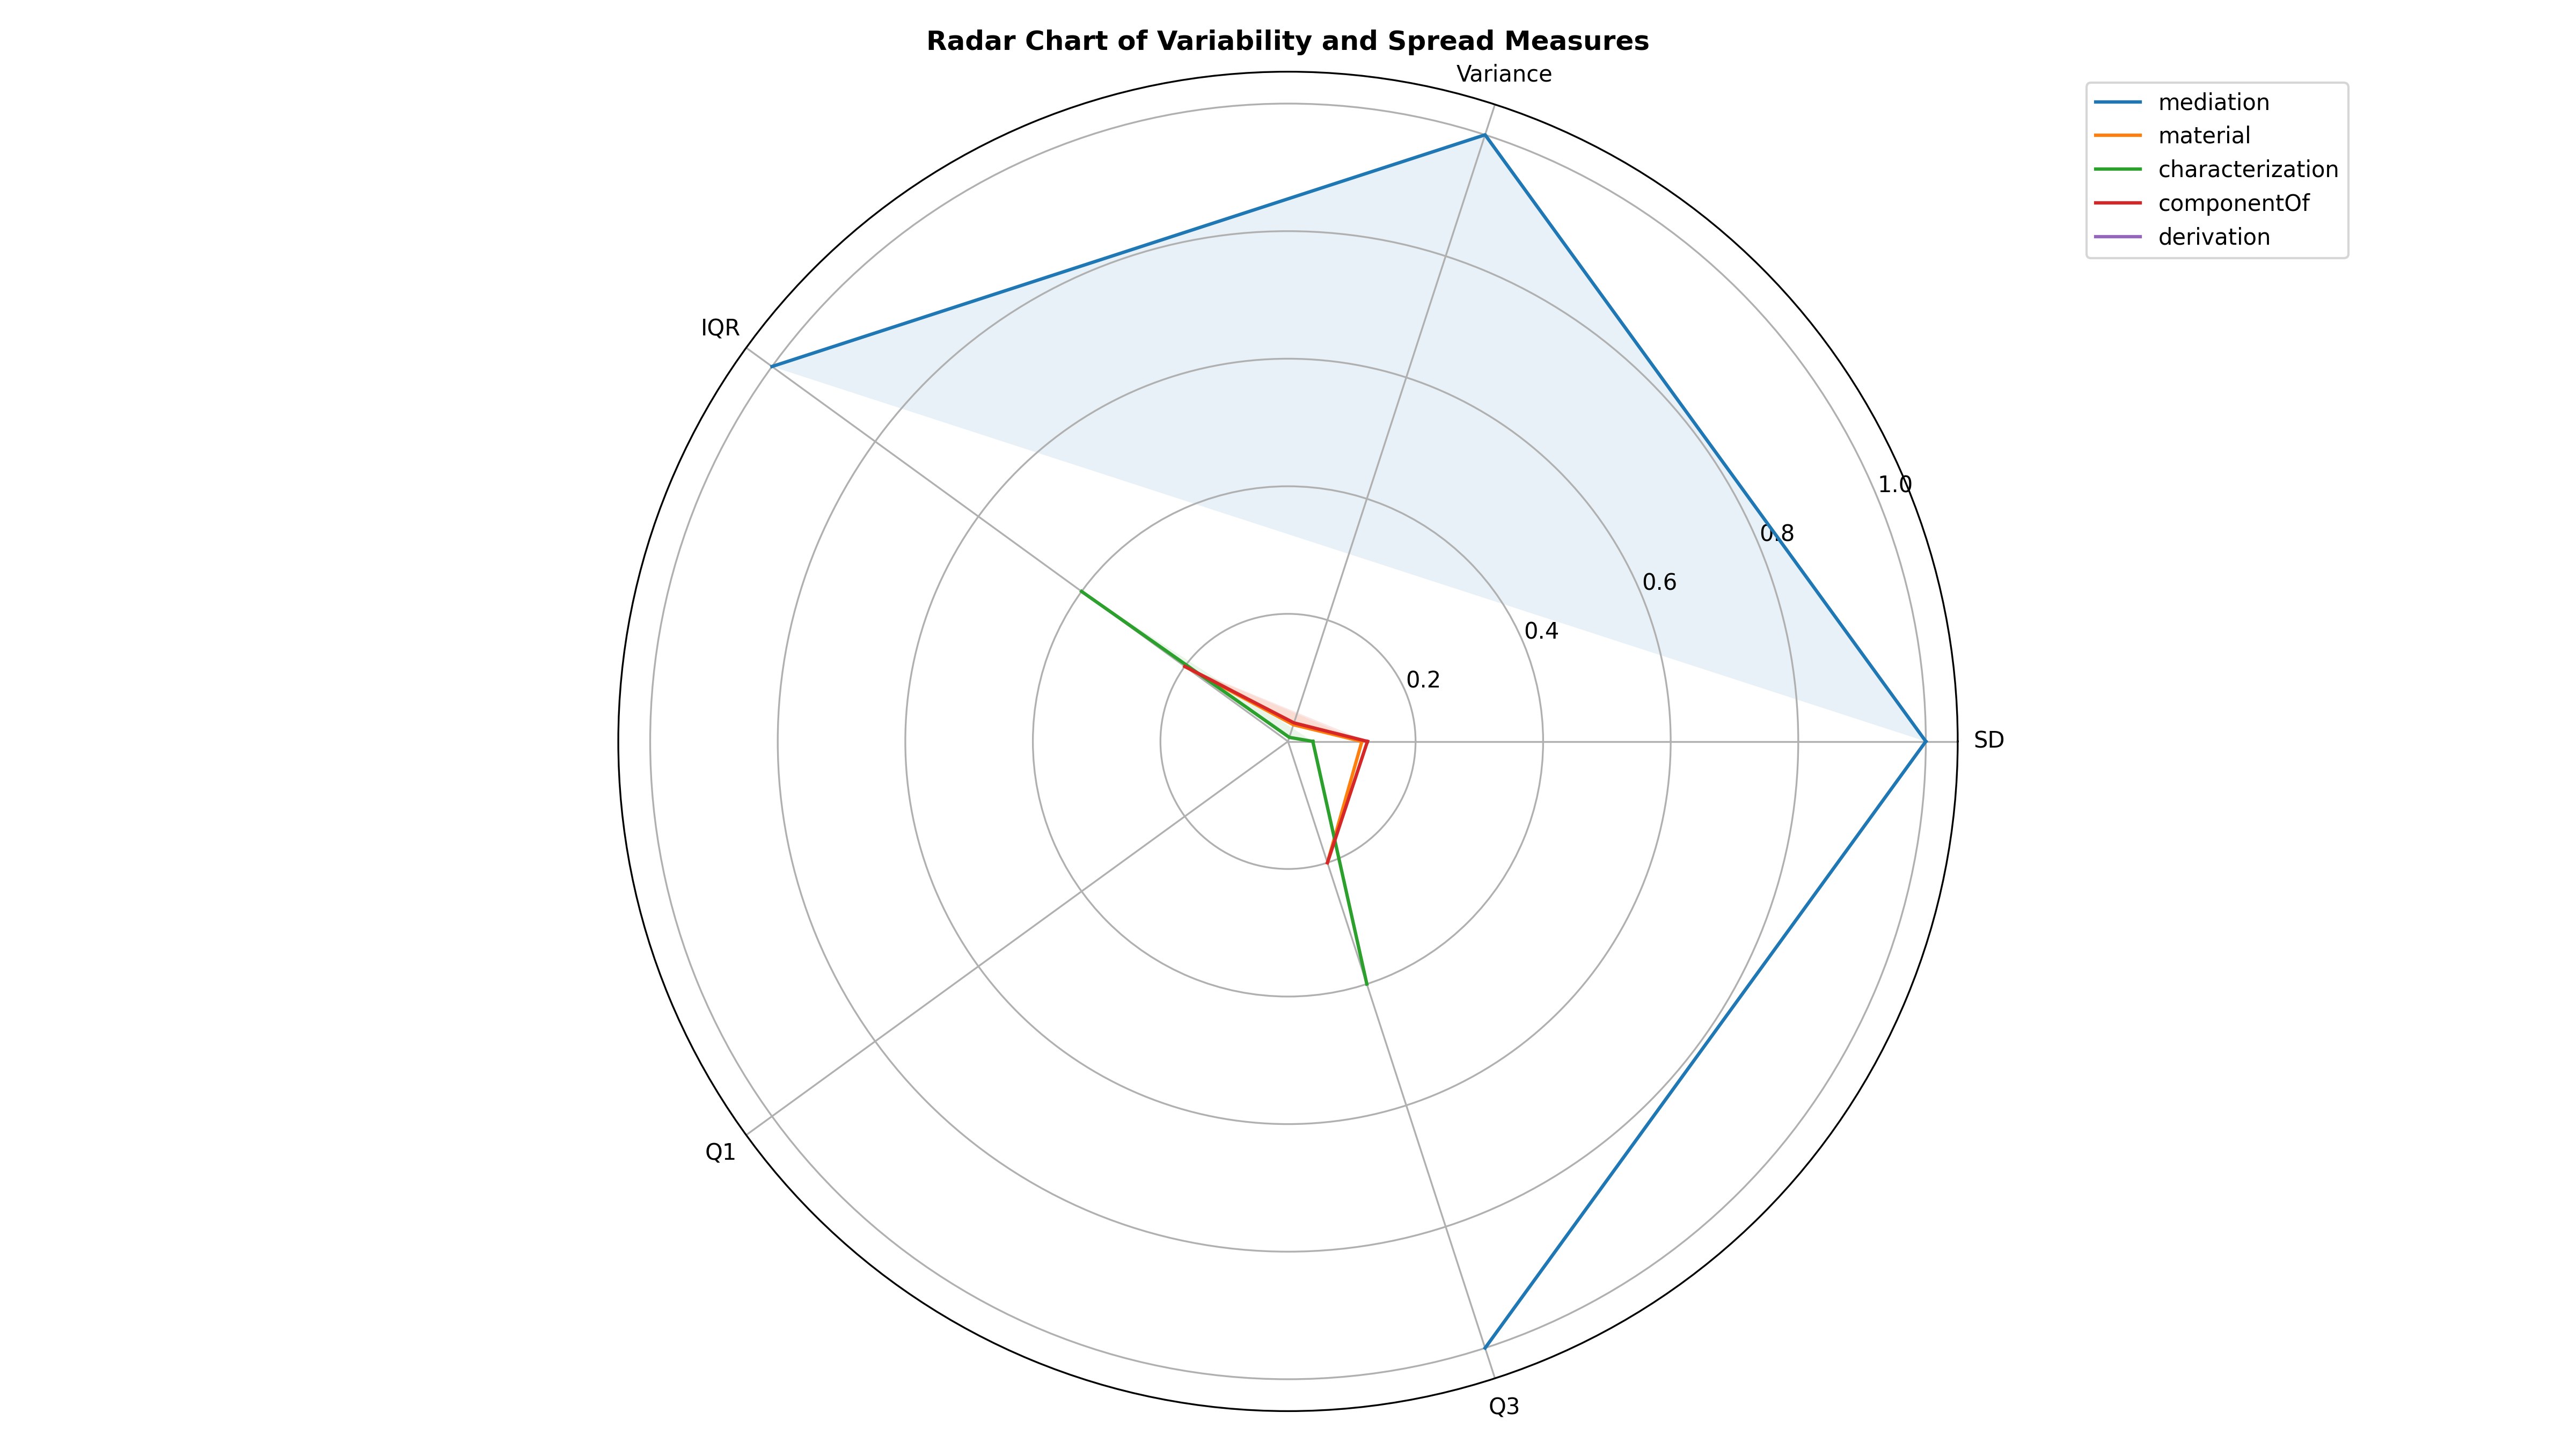 Radar Chart of Variability and Spread Measures
Variance
mediation
material
characterization
componentOf
derivation
IQR
1.0
0.8
0.6
0.4
0.2
SD
Q1
Q3